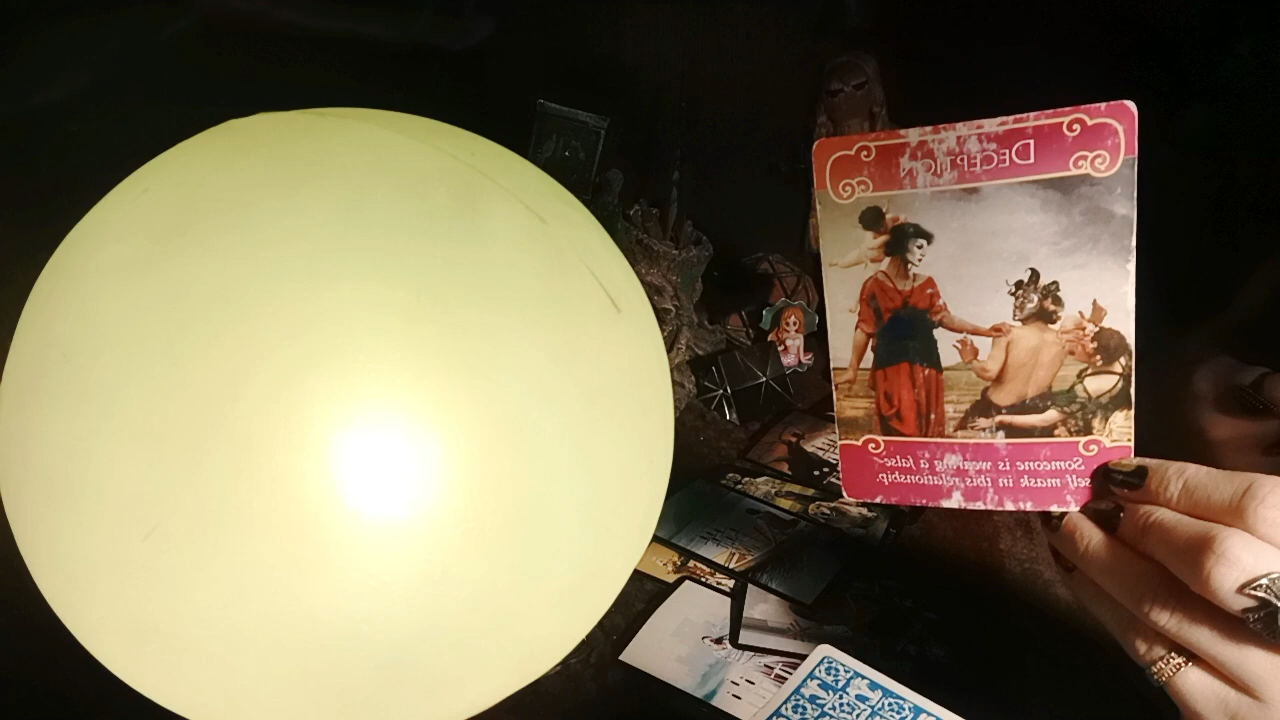 DECEPTION
Someone is wearing a false-
self mask in this relationship.